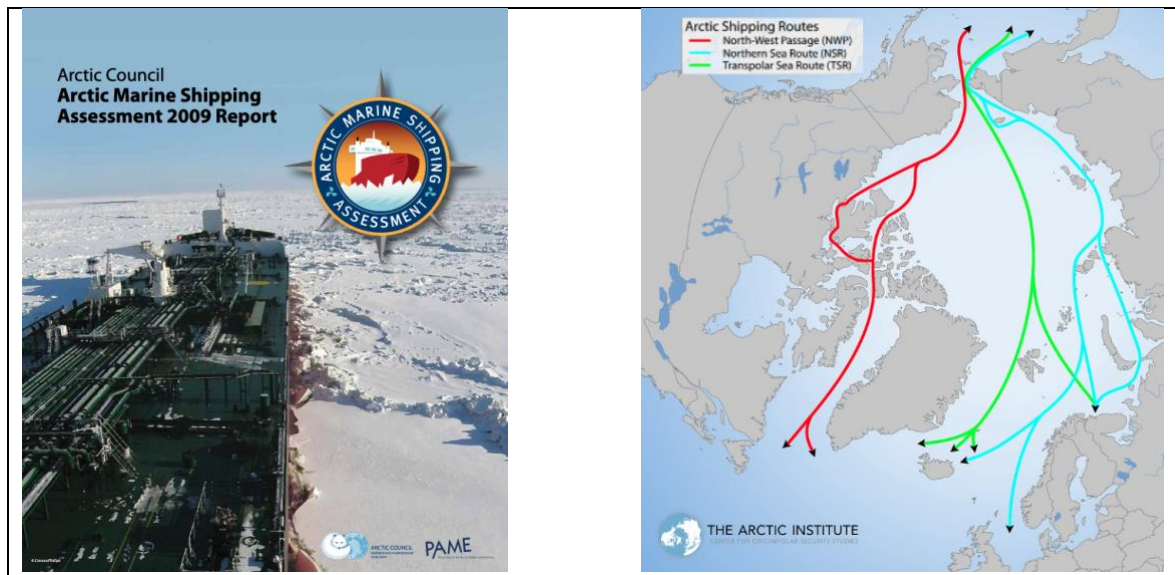 Arctic Council
Arctic Marine Shipping
Assessment 2009 Report
ARCTIC MARINE SHIPPING
ASSESSMENT
ARCTIC COUNCIL
PAME
Arctic Shipping Routes
North-West Passage (NWP)
Northern Sea Route (NSR)
Transpolar Sea Route (TSR)
THE ARCTIC INSTITUTE
CENTER FOR CIRCUMPOLAR SECURITY STUDIES